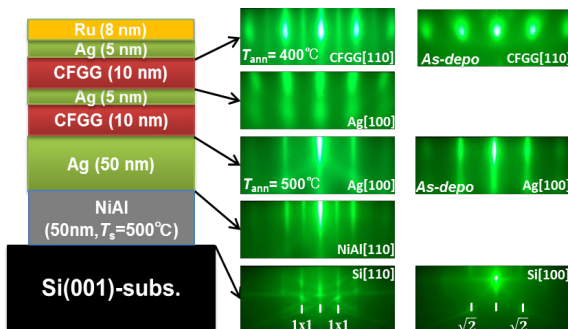 Ru (8 nm)
Ag (5 nm)
CFGG (10 nm)
Ag (5 nm)
CFGG (10 nm)
Ag (50 nm)
NiAl
(50nm, Ts=500℃)
Si(001)-subs.
Tann= 400℃
CFGG[110]
As-depo
CFGG[110]
Ag[100]
Tann= 500℃
Ag[100]
As-depo
Ag[100]
NiAl[110]
Si[110]
1x1 1x1
Si[100]
√2 √2